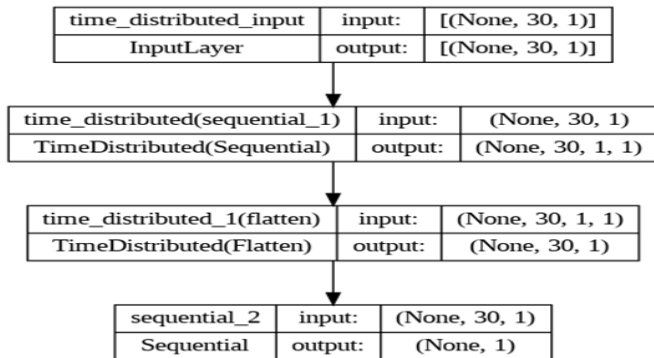 time_distributed_input input: [(None, 30, 1)]
InputLayer output: [(None, 30, 1)]
time_distributed(sequential_1) input: (None, 30, 1)
TimeDistributed(Sequential) output: (None, 30, 1, 1)
time_distributed_1(flatten) input: (None, 30, 1, 1)
TimeDistributed(Flatten) output: (None, 30, 1)
sequential_2 input: (None, 30, 1)
Sequential output: (None, 1)